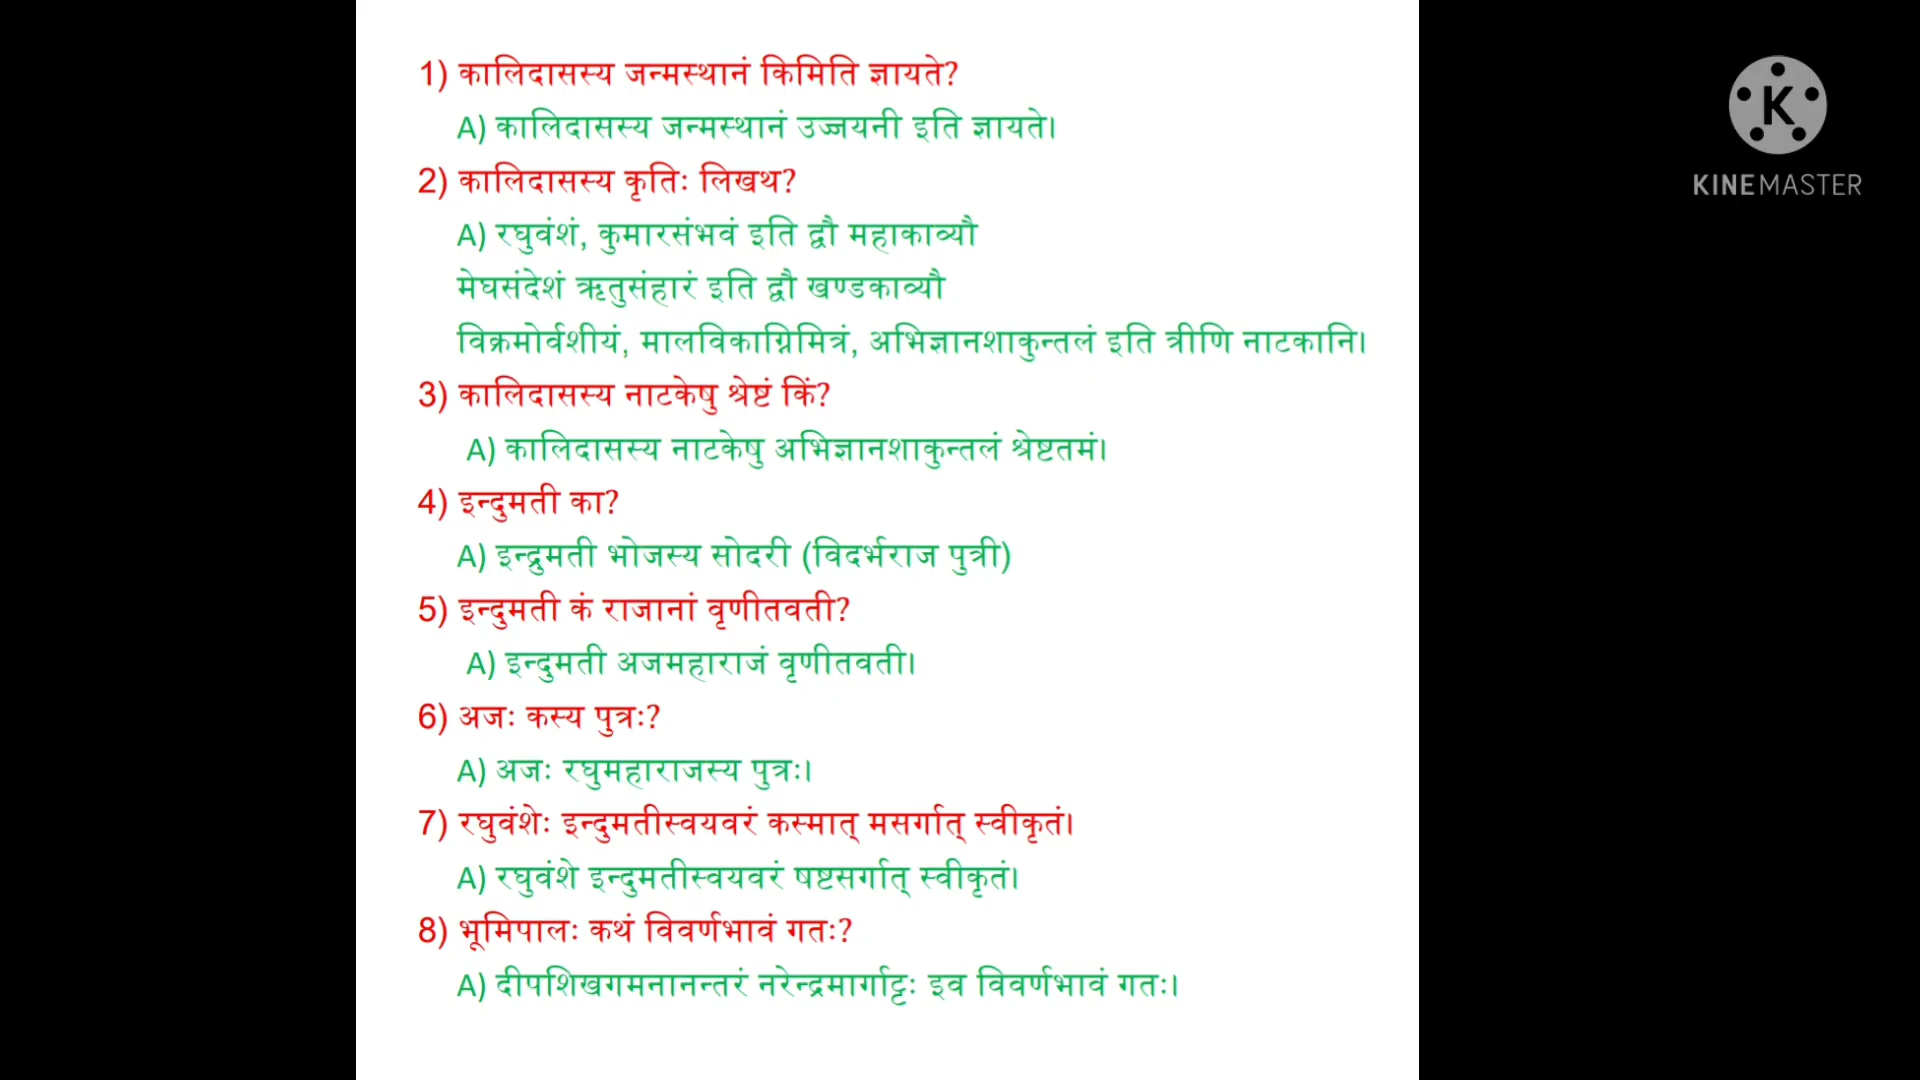 1) कालिदासस्य जन्मस्थानं किमिति ज्ञायते?
A) कालिदासस्य जन्मस्थानं उज्जयनी इति ज्ञायते।
2) कालिदासस्य कृतिः लिखथ?
A) रघुवंशं, कुमारसंभवं इति द्वौ महाकाव्यौ
मेघसंदेशं ऋतुसंहारं इति द्वौ खण्डकाव्यौ
विक्रमोर्वशीयं, मालविकाग्निमित्रं, अभिज्ञानशाकुन्तलं इति त्रीणि नाटकानि।
3) कालिदासस्य नाटकेषु श्रेष्टं किं?
A) कालिदासस्य नाटकेषु अभिज्ञानशाकुन्तलं श्रेष्टतमं।
4) इन्दुमती का?
A) इन्द्रुमती भोजस्य सोदरी (विदर्भराज पुत्री)
5) इन्दुमती कं राजानां वृणीतवती?
A) इन्दुमती अजमहाराजं वृणीतवती।
6) अजः कस्य पुत्रः?
A) अजः रघुमहाराजस्य पुत्रः।
7) रघुवंशेः इन्दुमतीस्वयवरं कस्मात् मसर्गात् स्वीकृतं।
A) रघुवंशे इन्दुमतीस्वयवरं षष्टसर्गात् स्वीकृतं।
8) भूमिपालः कथं विवर्णभावं गतः?
A) दीपशिखगमनानन्तरं नरेन्द्रमार्गाट्टः इव विवर्णभावं गतः।
K
KINEMASTER